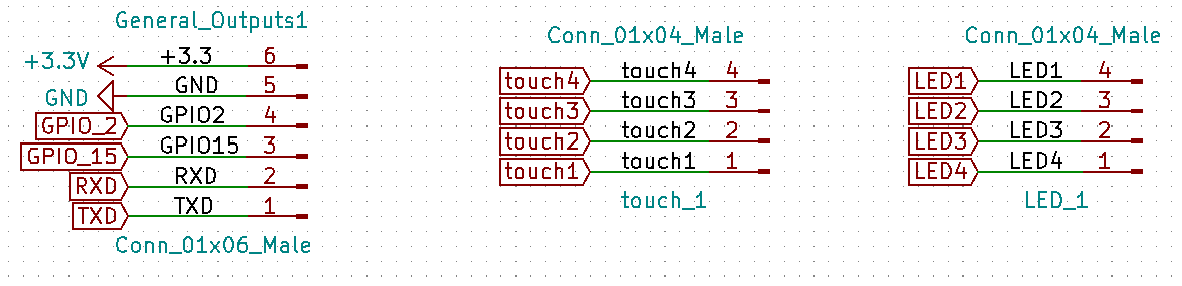 General_Outputs1
+3.3V +3.3 6
GND GND 5
GPIO_2 GPIO2 4
GPIO_15 GPIO15 3
RXD RXD 2
TXD TXD 1
Conn_01x06_Male
Conn_01x04_Male
touch4 touch4 4
touch3 touch3 3
touch2 touch2 2
touch1 touch1 1
touch_1
Conn_01x04_Male
LED1 LED1 4
LED2 LED2 3
LED3 LED3 2
LED4 LED4 1
LED_1